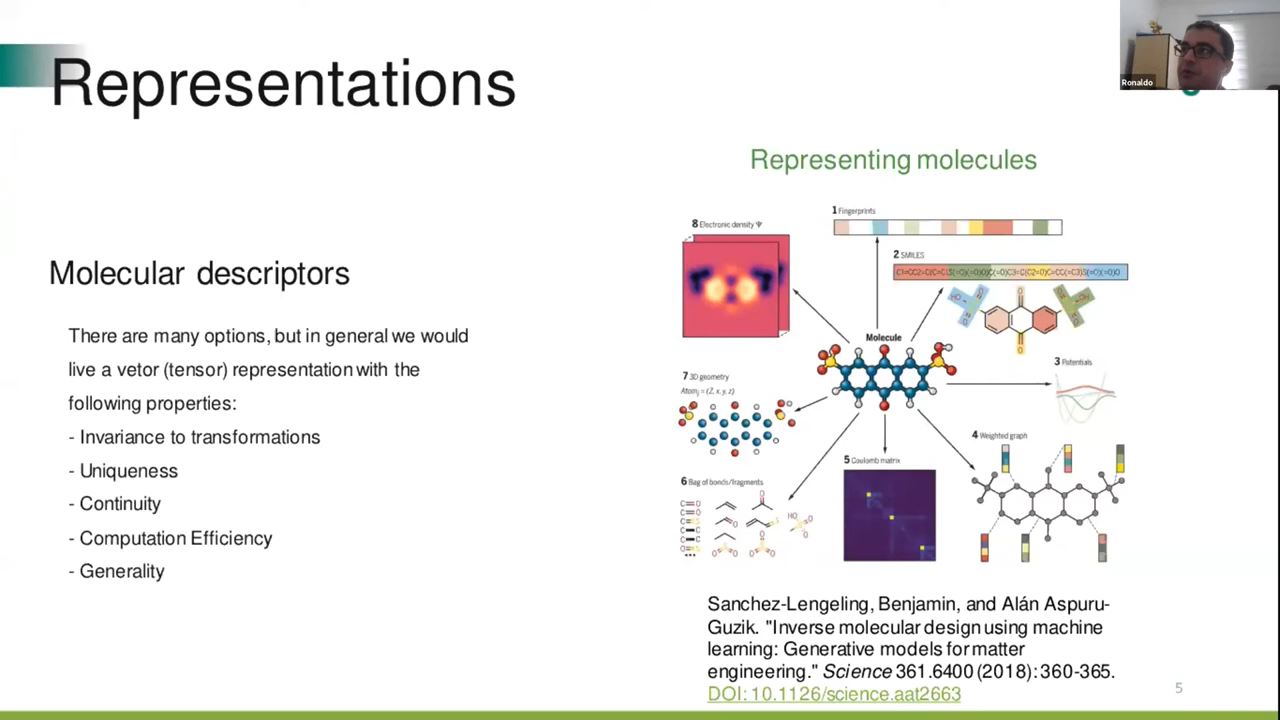 Representations
Ronaldo
Molecular descriptors
There are many options, but in general we would
live a vetor (tensor) representation with the
following properties:
- Invariance to transformations
- Uniqueness
- Continuity
- Computation Efficiency
- Generality
Representing molecules
8 Electronic density Ψ
1 Fingerprints
2 SMILES
Molecule
3 Potentials
7 3D geometry
4 Weighted graph
5 Coulomb matrix
6 Bag of bonds/fragments
Sanchez-Lengeling, Benjamin, and Alán Aspuru-
Guzik. "Inverse molecular design using machine
learning: Generative models for matter
engineering." Science 361.6400 (2018): 360-365.
DOI: 10.1126/science.aat2663
5